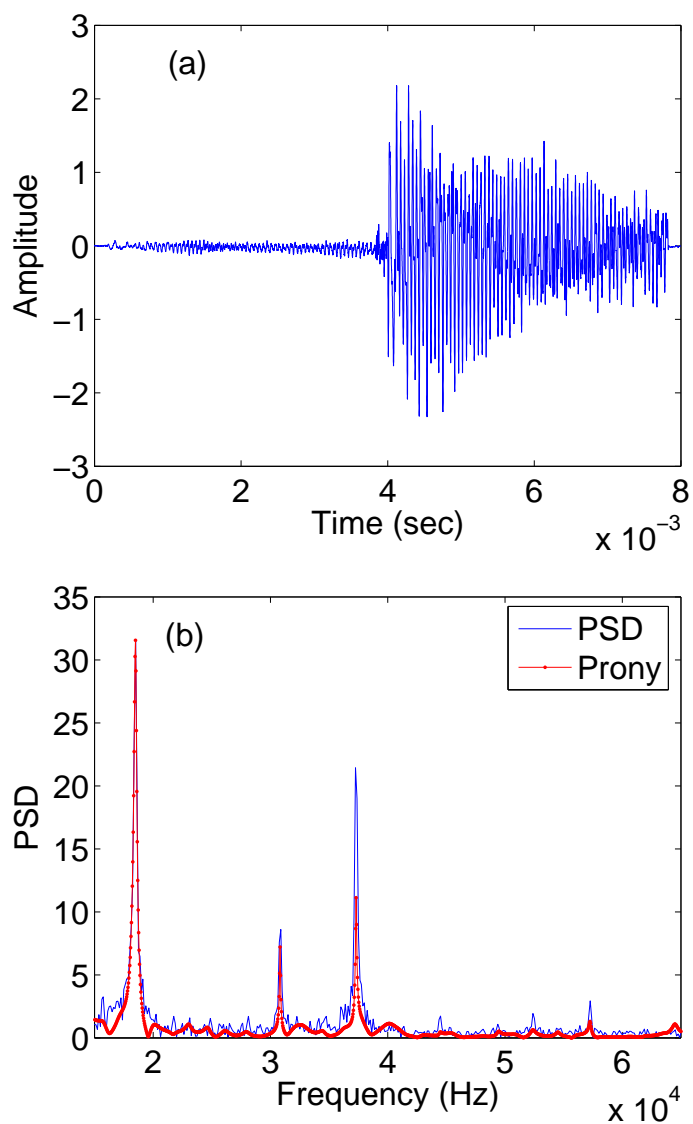 3
(a)
2
1
0
−1
−2
−3
Amplitude
0 2 4 6 8
Time (sec)
x 10−3
35
(b)
PSD
Prony
30
25
20
15
10
5
0
PSD
2 3 4 5 6
Frequency (Hz)
x 10 4